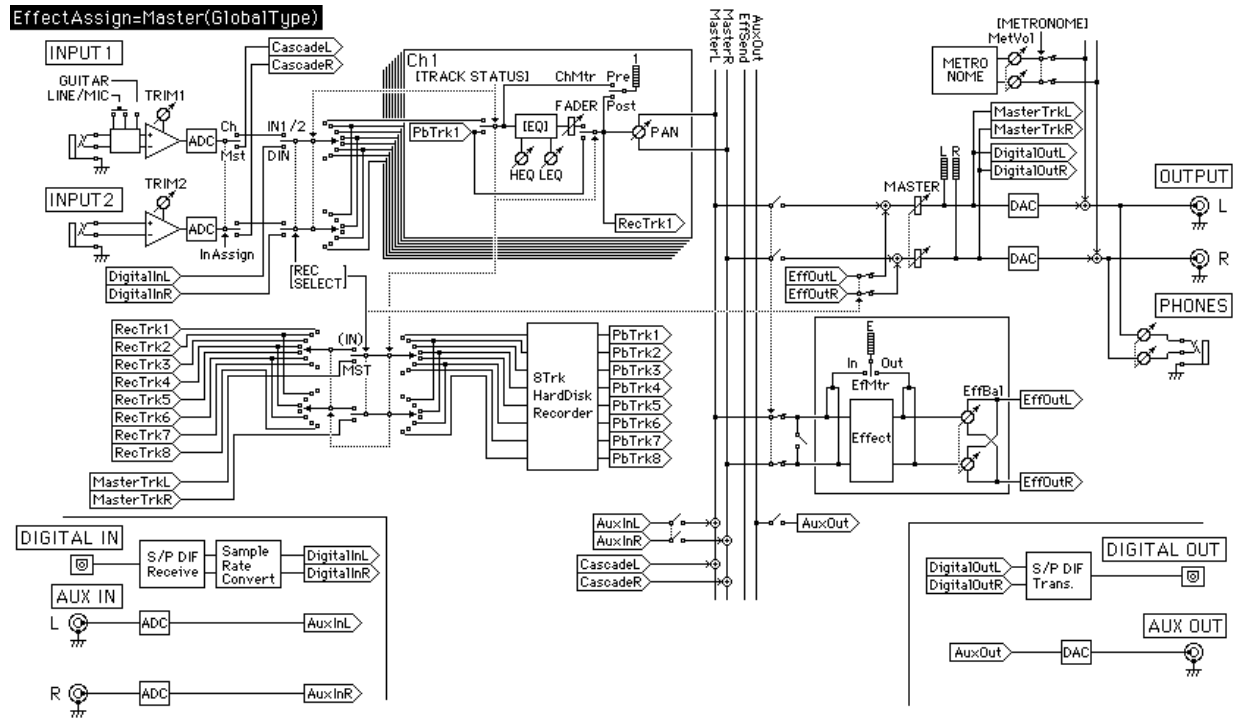 EffectAssign=Master(GlobalType)
INPUT 1
GUITAR
LINE/MIC
TRIM1
ADC
Ch
Mst
CascadeL
CascadeR
IN1/2
DIN
INPUT 2
TRIM2
ADC
InAssign
DigitalInL
DigitalInR
[REC
SELECT]
Ch1
[TRACK STATUS]
ChMtr
Pre
1
Post
FADER
PbTrk1
[EQ]
HEQ
LEQ
PAN
RecTrk1
MasterL
MasterR
EffSend
AuxOut
[METRONOME]
MetVol
METRO
NOME
MasterTrkL
MasterTrkR
DigitalOutL
DigitalOutR
L R
MASTER
DAC
DAC
OUTPUT
L
R
PHONES
EffOutL
EffOutR
RecTrk1
RecTrk2
RecTrk3
RecTrk4
RecTrk5
RecTrk6
RecTrk7
RecTrk8
MasterTrkL
MasterTrkR
(IN)
MST
8Trk
HardDisk
Recorder
PbTrk1
PbTrk2
PbTrk3
PbTrk4
PbTrk5
PbTrk6
PbTrk7
PbTrk8
E
In
Out
EfMtr
Effect
EffBal
EffOutL
EffOutR
AuxInL
AuxInR
CascadeL
CascadeR
AuxOut
DIGITAL IN
S/P DIF
Receive
Sample
Rate
Convert
DigitalInL
DigitalInR
AUX IN
L
ADC
AuxInL
R
ADC
AuxInR
DIGITAL OUT
DigitalOutL
DigitalOutR
S/P DIF
Trans.
AUX OUT
AuxOut
DAC